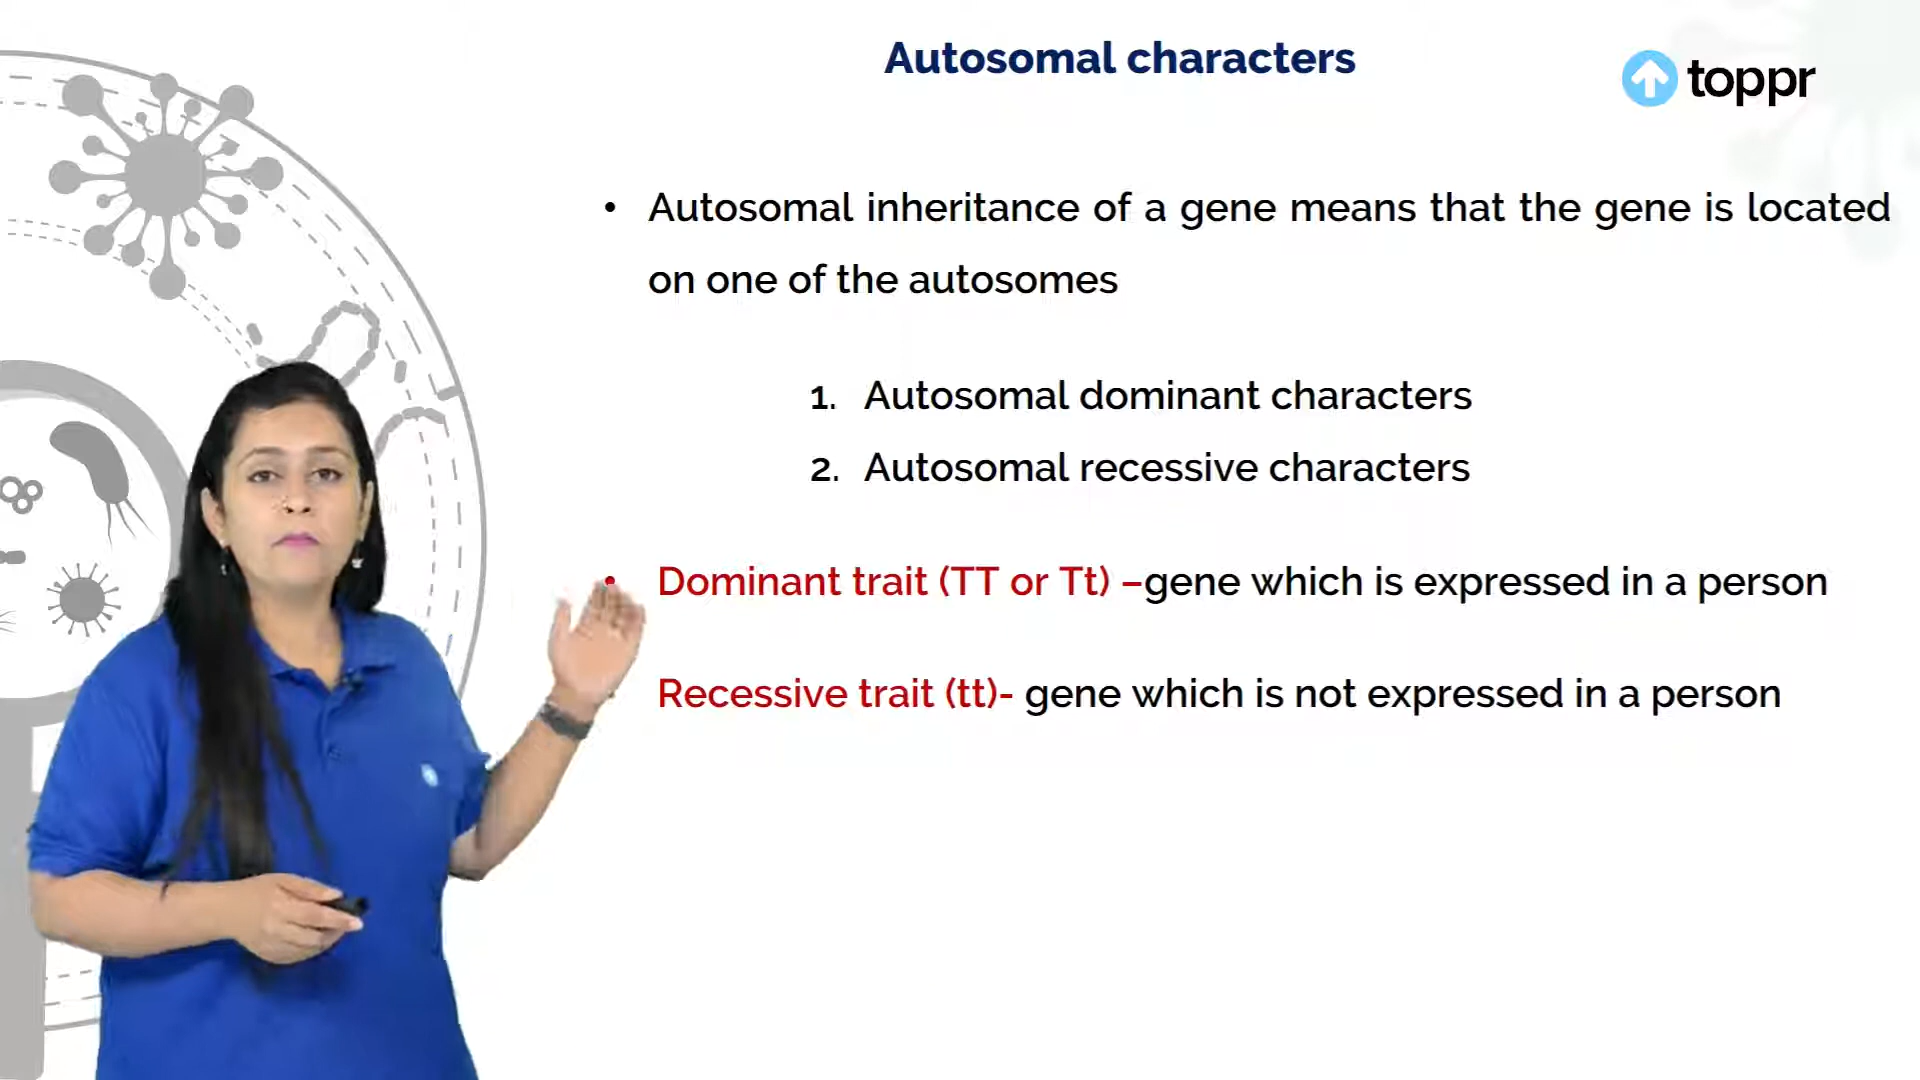 Autosomal characters
toppr
• Autosomal inheritance of a gene means that the gene is located
on one of the autosomes
1. Autosomal dominant characters
2. Autosomal recessive characters
• Dominant trait (TT or Tt) –gene which is expressed in a person
Recessive trait (tt)- gene which is not expressed in a person